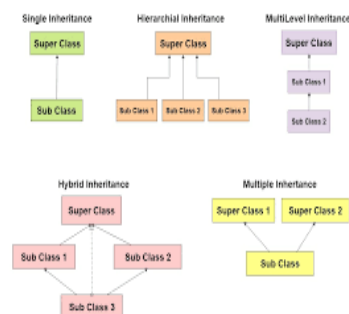 Single Inheritance
Super Class
Sub Class
Hierarchial Inheritance
Super Class
Sub Class 1
Sub Class 2
Sub Class 3
MultiLevel Inheritance
Super Class
Sub Class 1
Sub Class 2
Hybrid Inheritance
Super Class
Sub Class 1
Sub Class 2
Sub Class 3
Multiple Inhertance
Super Class 1
Super Class 2
Sub Class